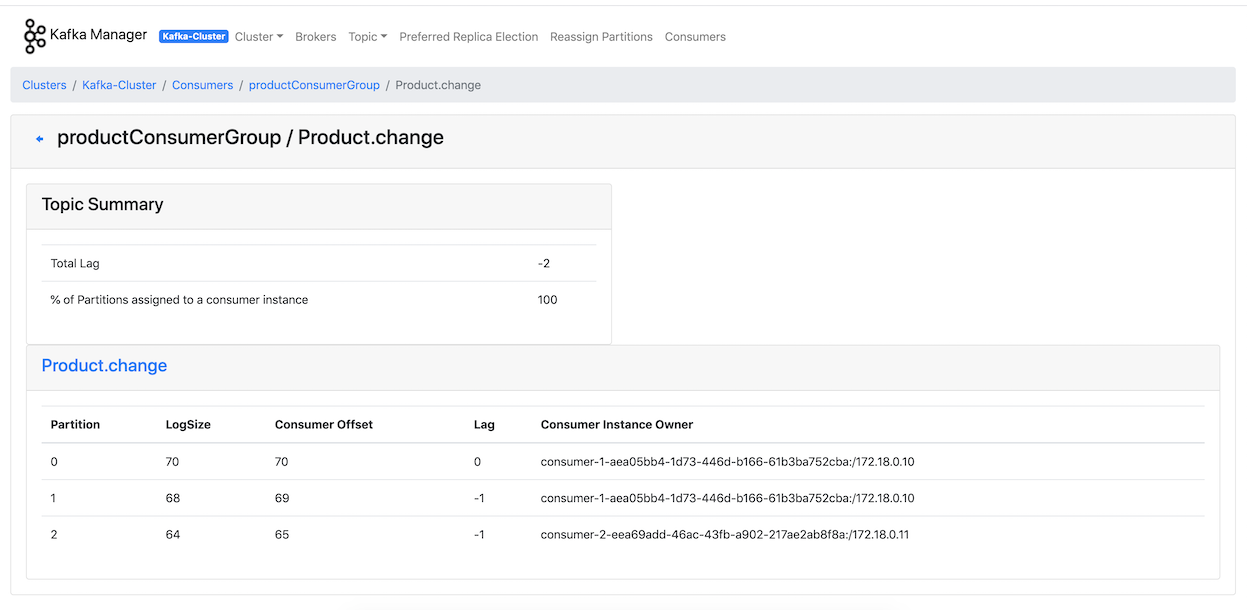 Kafka Manager Kafka-Cluster Cluster Brokers Topic Preferred Replica Election Reassign Partitions Consumers
Clusters / Kafka-Cluster / Consumers / productConsumerGroup / Product.change
productConsumerGroup / Product.change
Topic Summary
Total Lag -2
% of Partitions assigned to a consumer instance 100
Product.change
Partition LogSize Consumer Offset Lag Consumer Instance Owner
0 70 70 0 consumer-1-aea05bb4-1d73-446d-b166-61b3ba752cba:/172.18.0.10
1 68 69 -1 consumer-1-aea05bb4-1d73-446d-b166-61b3ba752cba:/172.18.0.10
2 64 65 -1 consumer-2-eea69add-46ac-43fb-a902-217ae2ab8f8a:/172.18.0.11